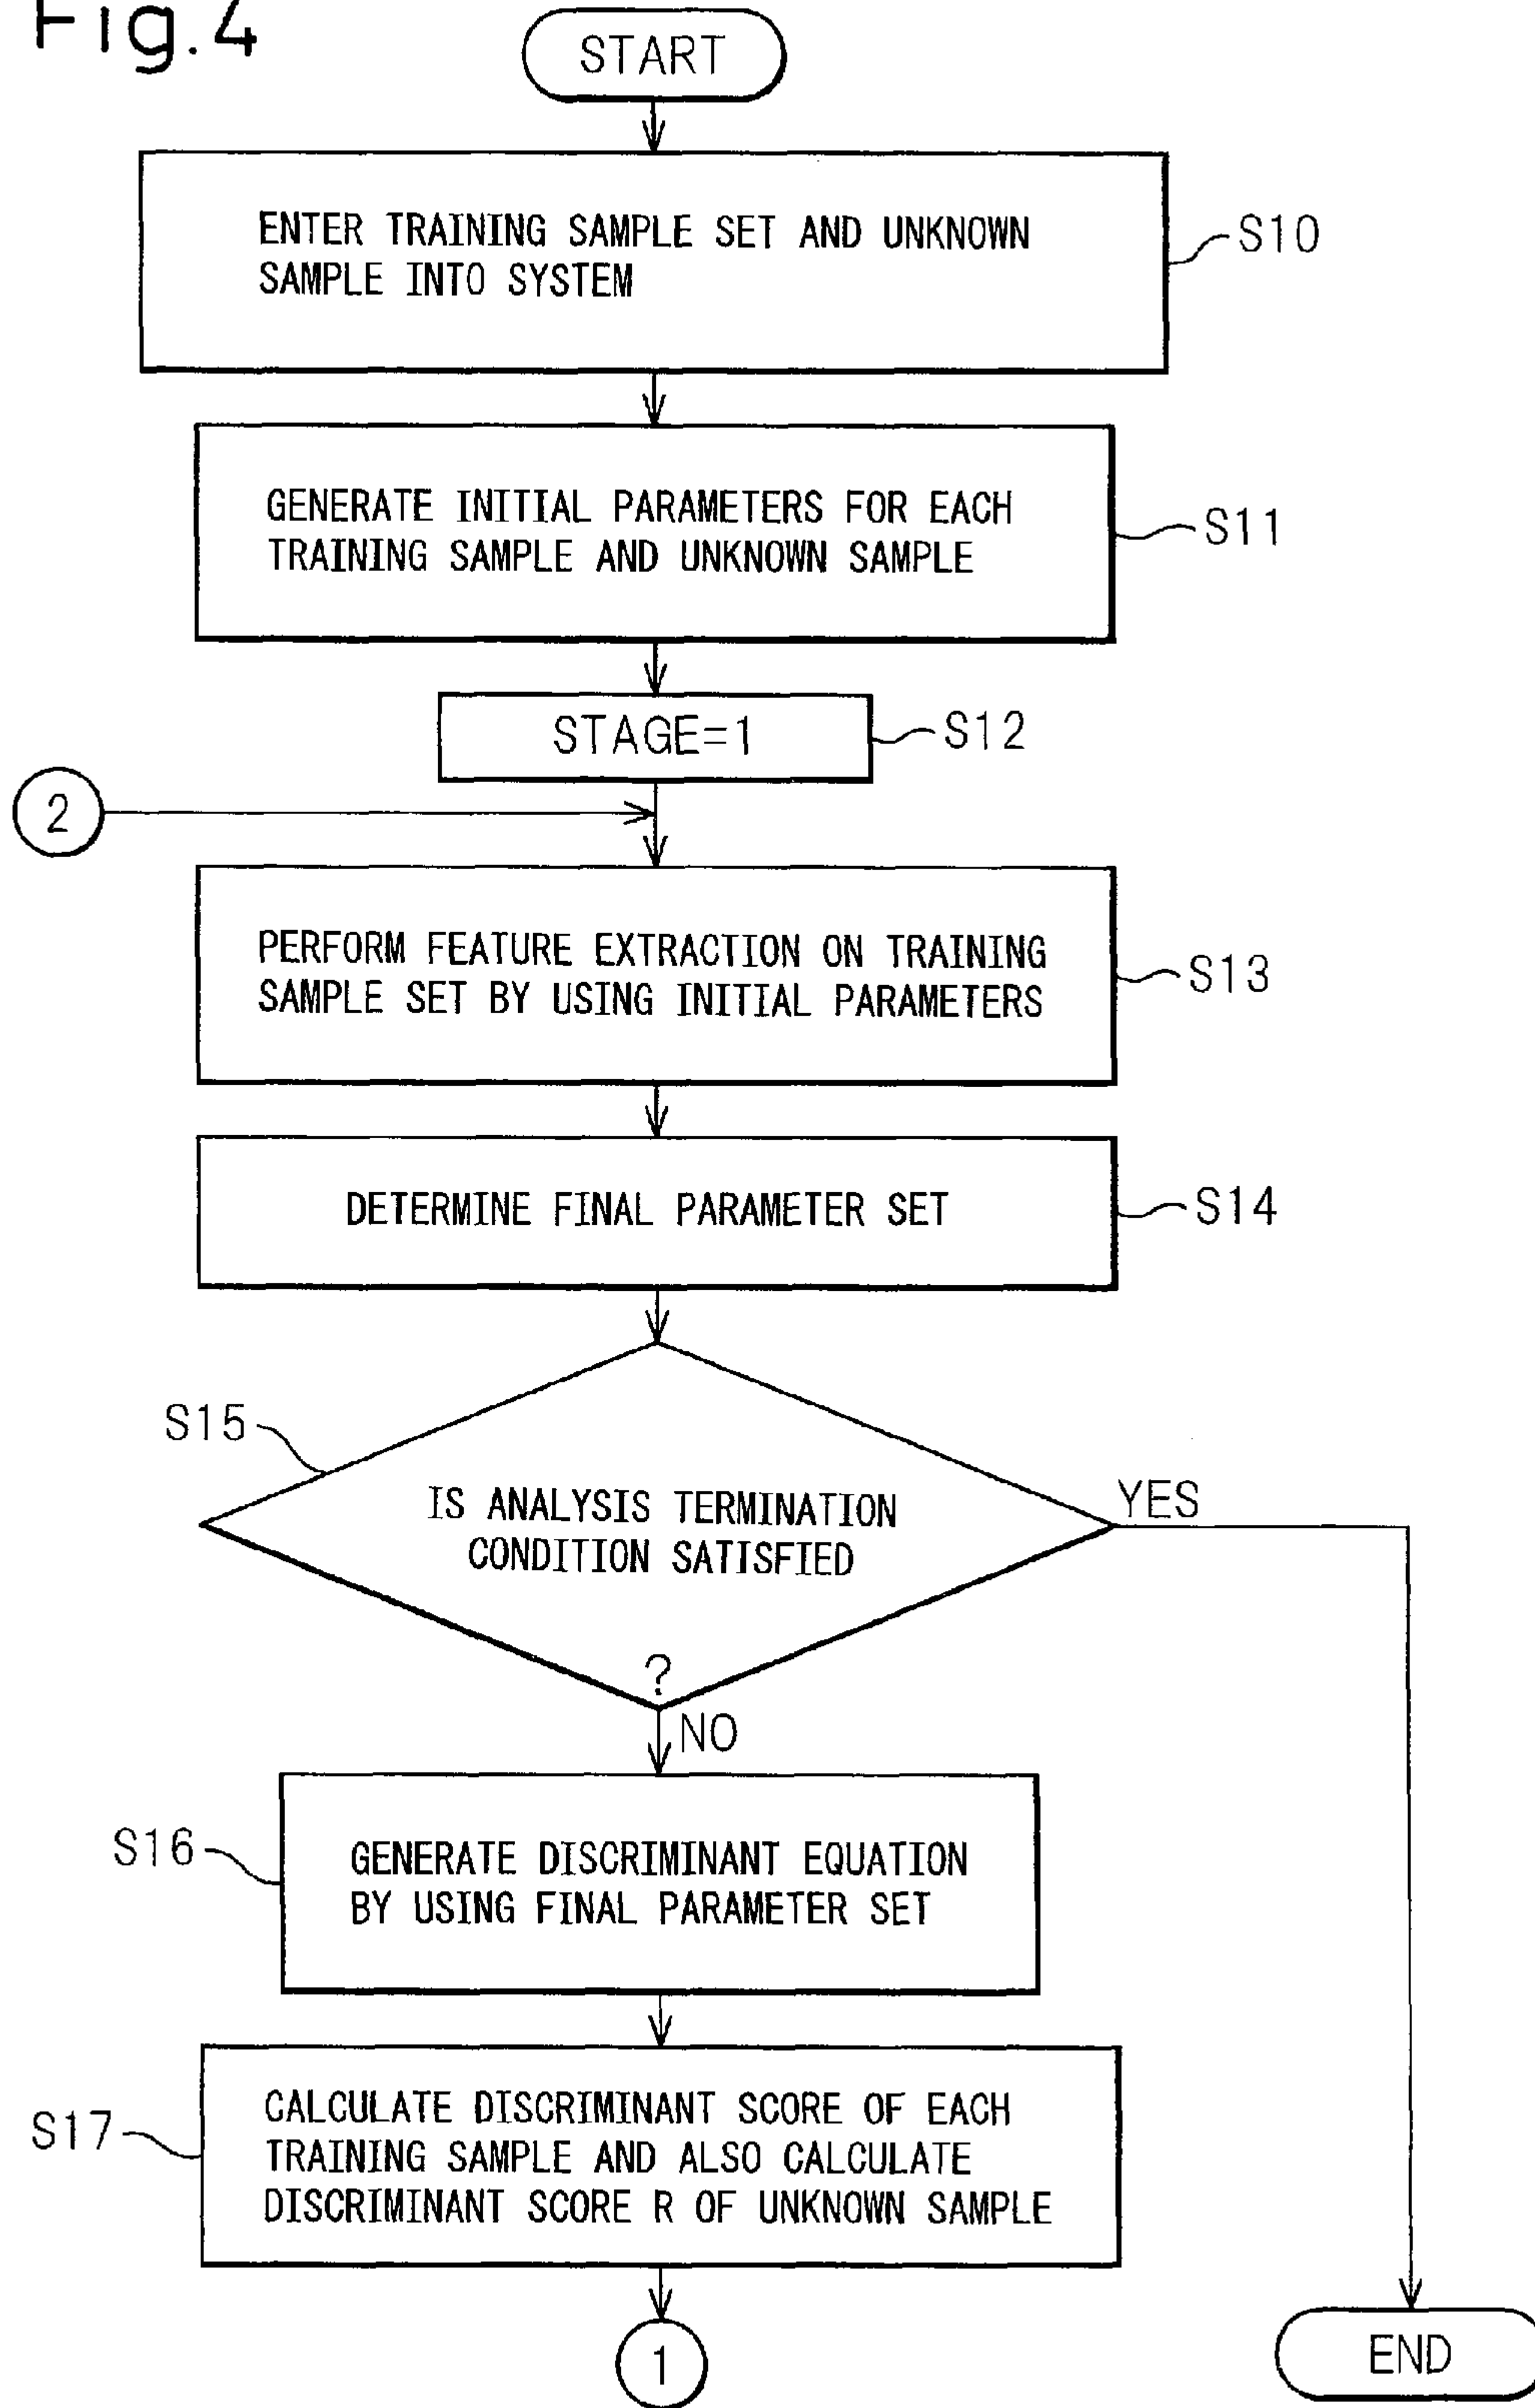 Fig.4
START
ENTER TRAINING SAMPLE SET AND UNKNOWN
SAMPLE INTO SYSTEM
S10
GENERATE INITIAL PARAMETERS FOR EACH
TRAINING SAMPLE AND UNKNOWN SAMPLE
S11
STAGE=1
S12
2
PERFORM FEATURE EXTRACTION ON TRAINING
SAMPLE SET BY USING INITIAL PARAMETERS
S13
DETERMINE FINAL PARAMETER SET
S14
S15
IS ANALYSIS TERMINATION
CONDITION SATISFIED
?
YES
NO
S16
GENERATE DISCRIMINANT EQUATION
BY USING FINAL PARAMETER SET
S17
CALCULATE DISCRIMINANT SCORE OF EACH
TRAINING SAMPLE AND ALSO CALCULATE
DISCRIMINANT SCORE R OF UNKNOWN SAMPLE
1
END